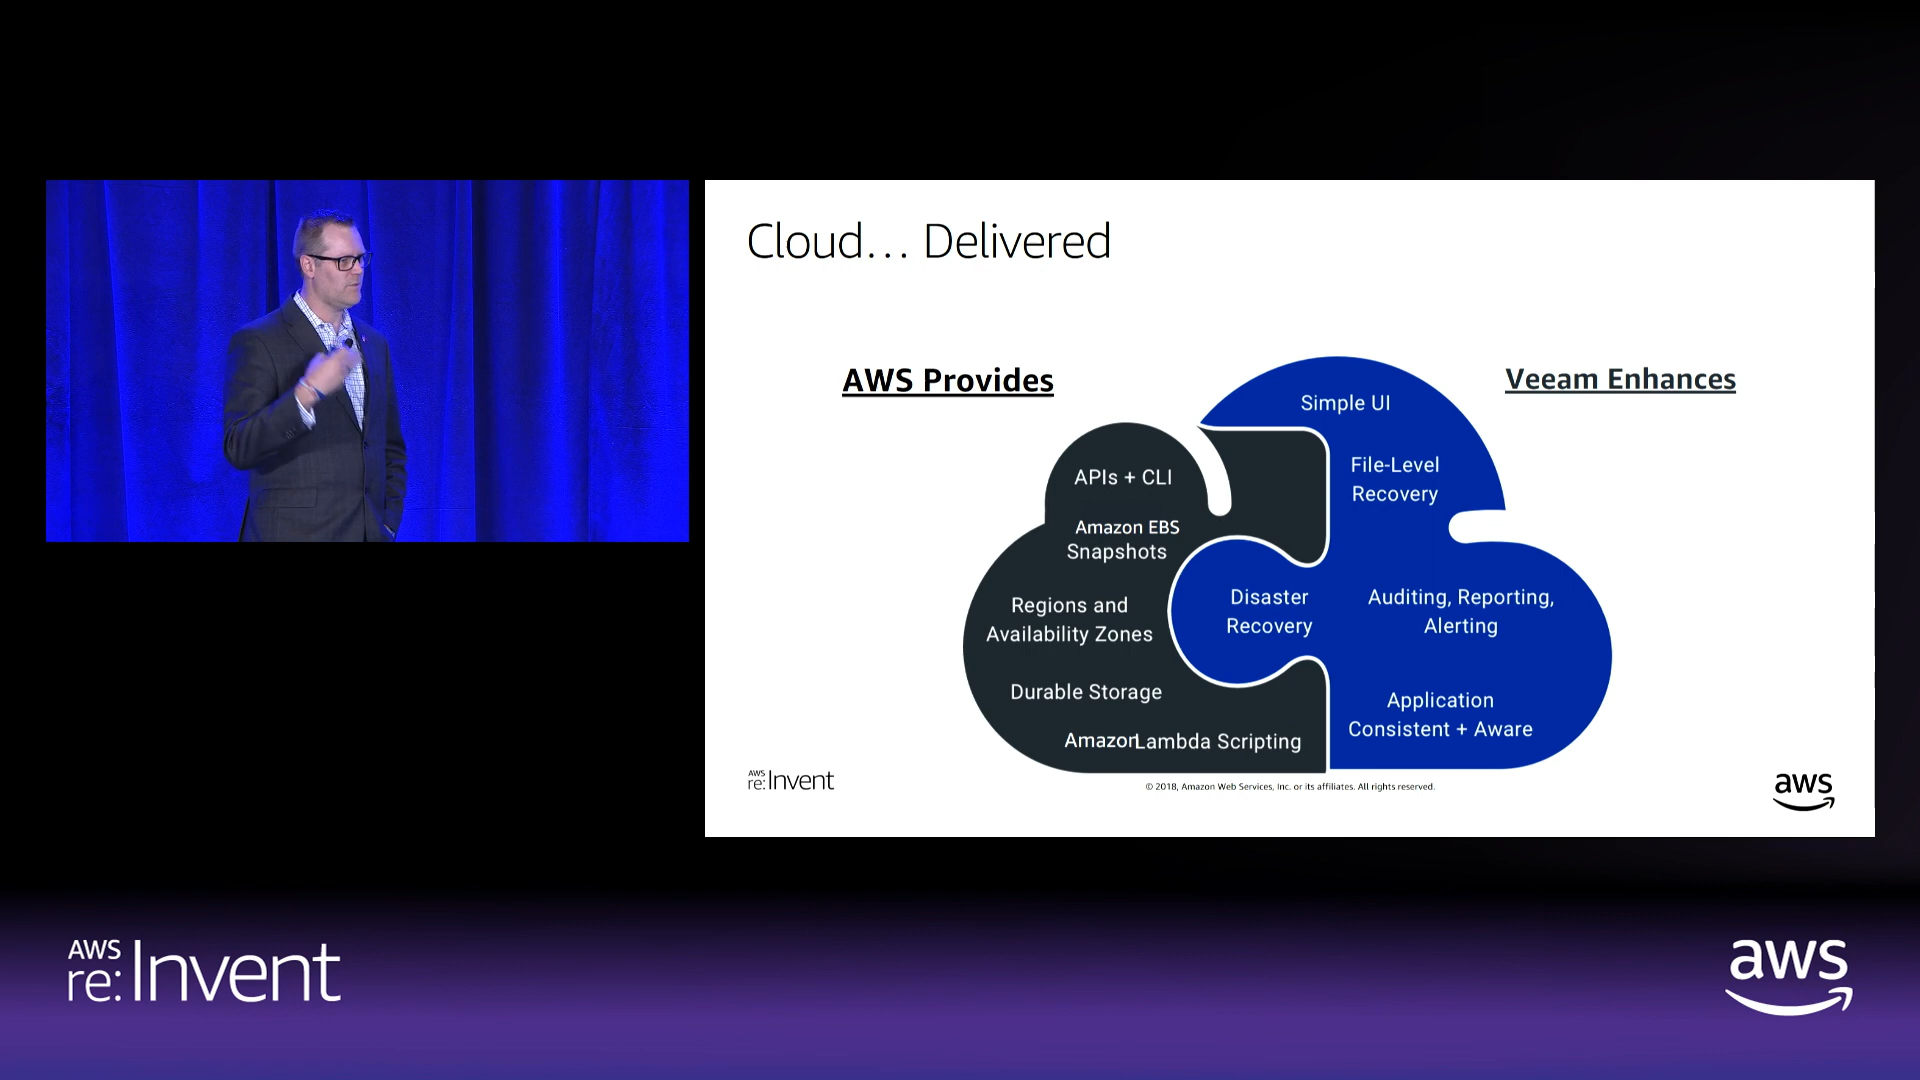 Cloud... Delivered
AWS Provides
Veeam Enhances
Simple UI
File-Level
Recovery
APIs + CLI
Amazon EBS
Snapshots
Regions and
Availability Zones
Disaster
Recovery
Auditing, Reporting,
Alerting
Durable Storage
Application
Consistent + Aware
Amazon Lambda Scripting
AWS
re:Invent
© 2018, Amazon Web Services, Inc. or its affiliates. All rights reserved.
aws
AWS
re:Invent
aws